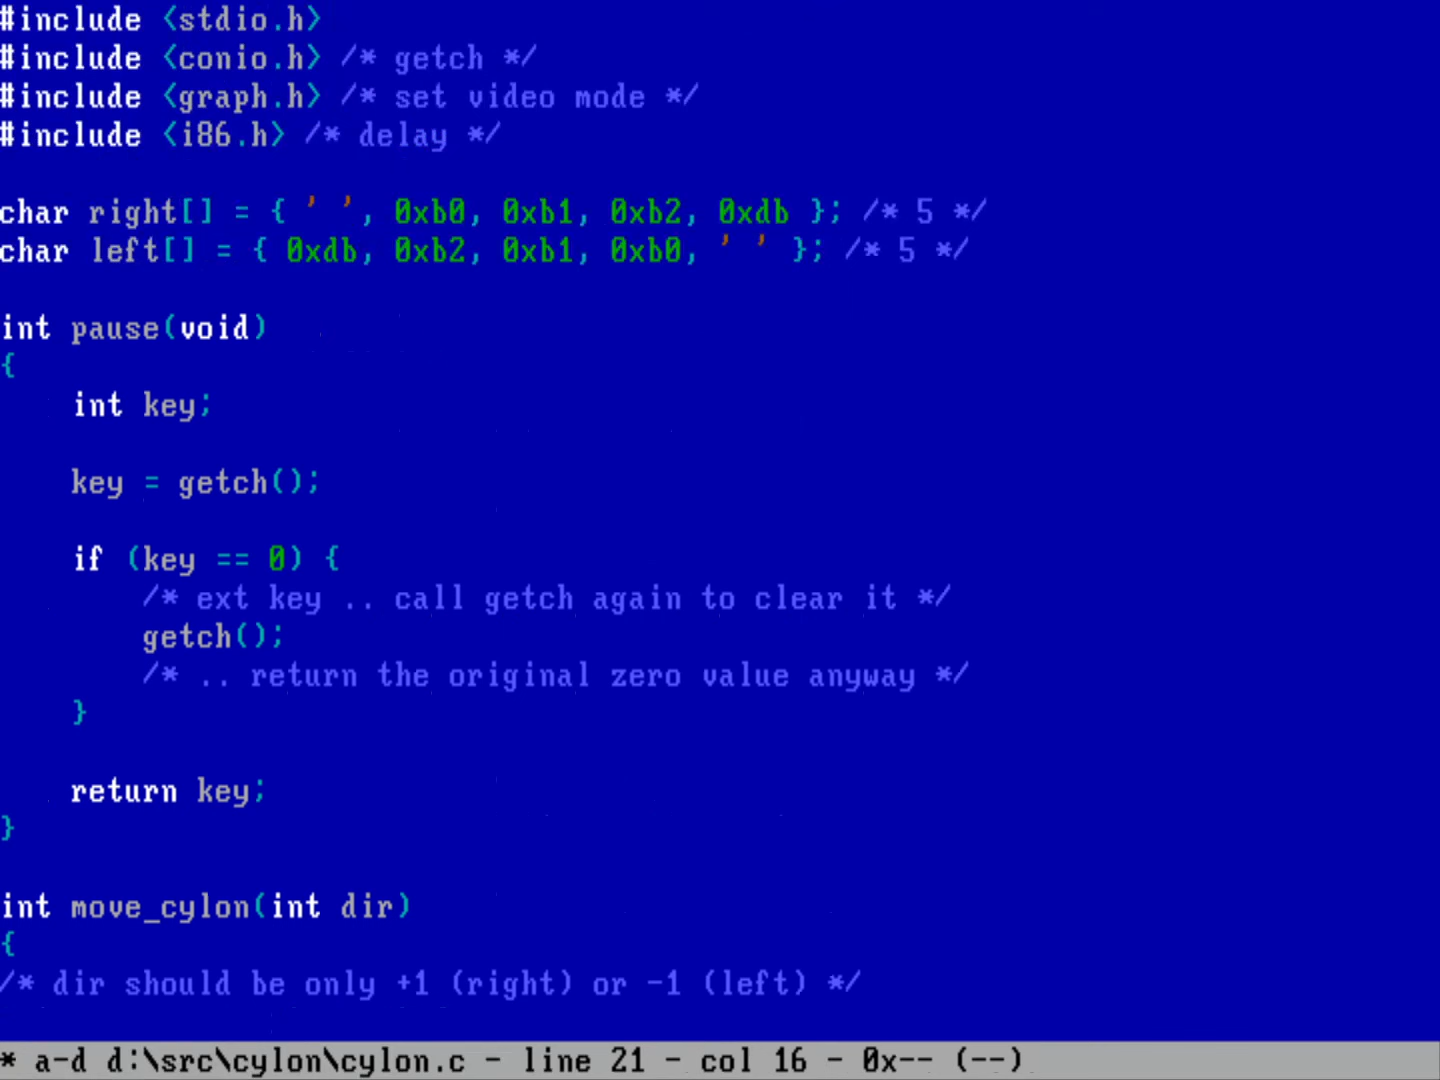 #include <stdio.h>
#include <conio.h> /* getch */
#include <graph.h> /* set video mode */
#include <i86.h> /* delay */
char right[] = { ' ', 0xb0, 0xb1, 0xb2, 0xdb }; /* 5 */
char left[] = { 0xdb, 0xb2, 0xb1, 0xb0, ' ' }; /* 5 */
int pause(void)
{
    int key;
    key = getch();
    if (key == 0) {
        /* ext key .. call getch again to clear it */
        getch();
        /* .. return the original zero value anyway */
    }
    return key;
}
int move_cylon(int dir)
{
/* dir should be only +1 (right) or -1 (left) */
* a-d d:\src\cylon\cylon.c - line 21 - col 16 - 0x-- (--)